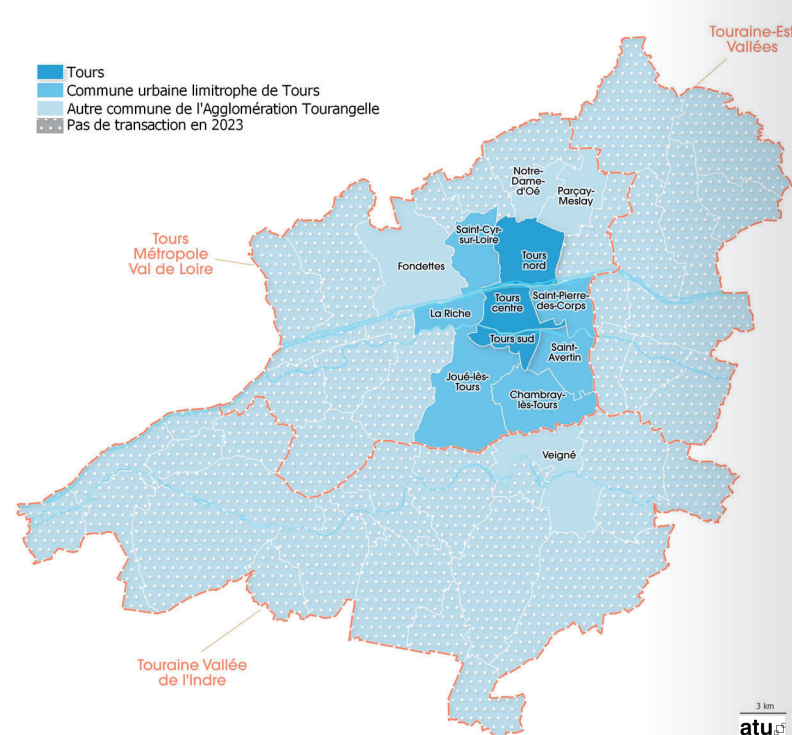 Touraine-Est
Vallées
Tours
Commune urbaine limitrophe de Tours
Autre commune de l'Agglomération Tourangelle
Pas de transaction en 2023
Notre-
Dame-
d'Oé
Parçay-
Meslay
Saint-Cyr-
sur-Loire
Tours
nord
Tours
Métropole
Val de Loire
Fondettes
Tours
centre
Saint-Pierre-
des-Corps
La Riche
Tours sud
Saint-
Avertin
Joué-lès-
Tours
Chambray-
lès-Tours
Veigné
Touraine Vallée
de l'Indre
3 km
atu